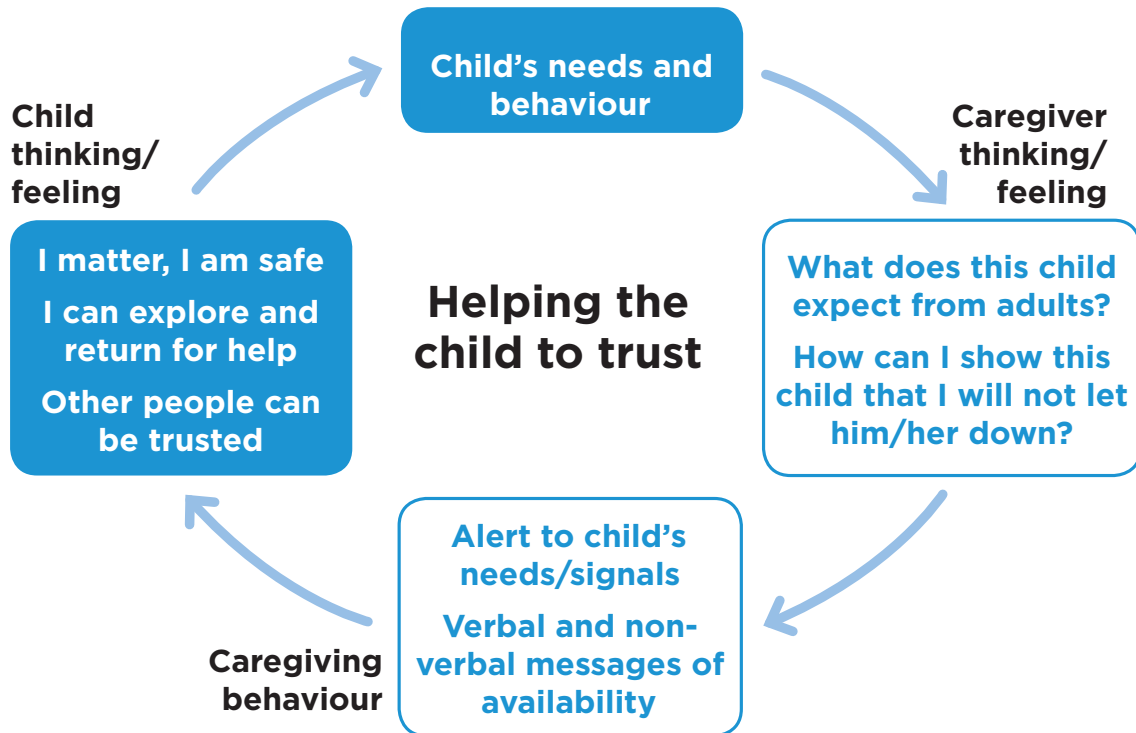 Child’s needs and
behaviour
Caregiver
thinking/
feeling
What does this child
expect from adults?
How can I show this
child that I will not let
him/her down?
Alert to child’s
needs/signals
Verbal and non-
verbal messages of
availability
Caregiving
behaviour
Child
thinking/
feeling
I matter, I am safe
I can explore and
return for help
Other people can
be trusted
Helping the
child to trust